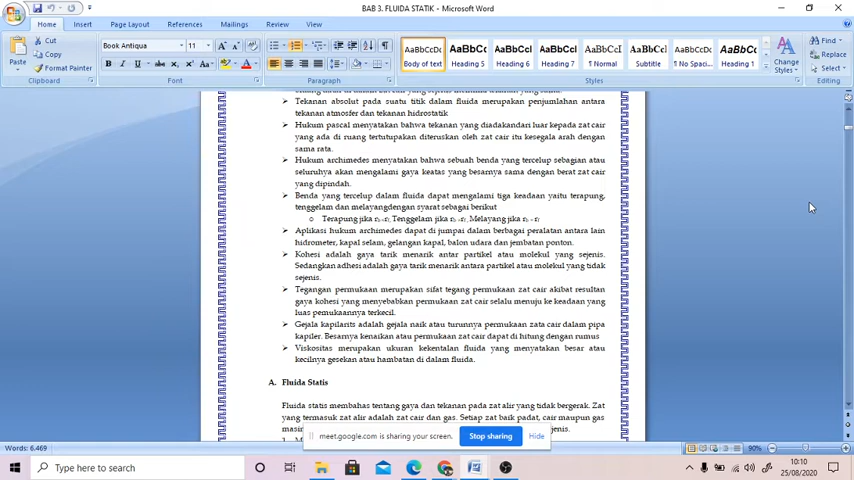 BAB 3. FLUIDA STATIK - Microsoft Word
Home Insert Page Layout References Mailings Review View
Paste
Cut
Copy
Format Painter
Clipboard
Book Antiqua 11
B I U abc x₂ x² Aa
Font
Paragraph
AaBbCcDc Body of text
AaBbCc Heading 5
AaBbCc Heading 6
AaBbCc Heading 7
AaBbCcI ¶ Normal
AaBbCcI Subtitle
AaBbCcDc ¶ No Spaci...
AaBbCc Heading 1
Change Styles
Styles
Find
Replace
Select
Editing
Tekanan absolut pada suatu titik dalam fluida merupakan penjumlahan antara
tekanan atmosfer dan tekanan hidrostatik
Hukum pascal menyatakan bahwa tekanan yang diadakandari luar kepada zat cair
yang ada di ruang tertutupakan diteruskan oleh zat cair itu kesegala arah dengan
sama rata.
Hukum archimedes menyatakan bahwa sebuah benda yang tercelup sebagian atau
seluruhya akan mengalami gaya keatas yang besarnya sama dengan berat zat cair
yang dipindah.
Benda yang tercelup dalam fluida dapat mengalami tiga keadaan yaitu terapung,
tenggelam dan melayangdengan syarat sebagai berikut
Terapung jika Tenggelam jika Melayang jika
Aplikasi hukum archimedes dapat di jumpai dalam berbagai peralatan antara lain
hidrometer, kapal selam, gelangan kapal, balon udara dan jembatan ponton.
Kohesi adalah gaya tarik menarik antar partikel atau molekul yang sejenis.
Sedangkan adhesi adalah gaya tarik menarik antara partikel atau molekul yang tidak
sejenis.
Tegangan permukaan merupakan sifat tegang permukaan zat cair akibat resultan
gaya kohesi yang menyebabkan permukaan zat cair selalu menuju ke keadaan yang
luas pemukaannya terkecil.
Gejala kapilarits adalah gejala naik atau turunnya permukaan zata cair dalam pipa
kapiler. Besarnya kenaikan atau permukaan zat cair dapat di hitung dengan rumus
Viskositas merupakan ukuran kekentalan fluida yang menyatakan besar atau
kecilnya gesekan atau hambatan di dalam fluida.
A. Fluida Statis
Fluida statis membahas tentang gaya dan tekanan pada zat alir yang tidak bergerak. Zat
yang termasuk zat alir adalah zat cair dan gas. Setiap zat baik padat, cair maupun gas
meet.google.com is sharing your screen. Stop sharing Hide
Words: 6.469
90%
Type here to search
10:10
25/08/2020